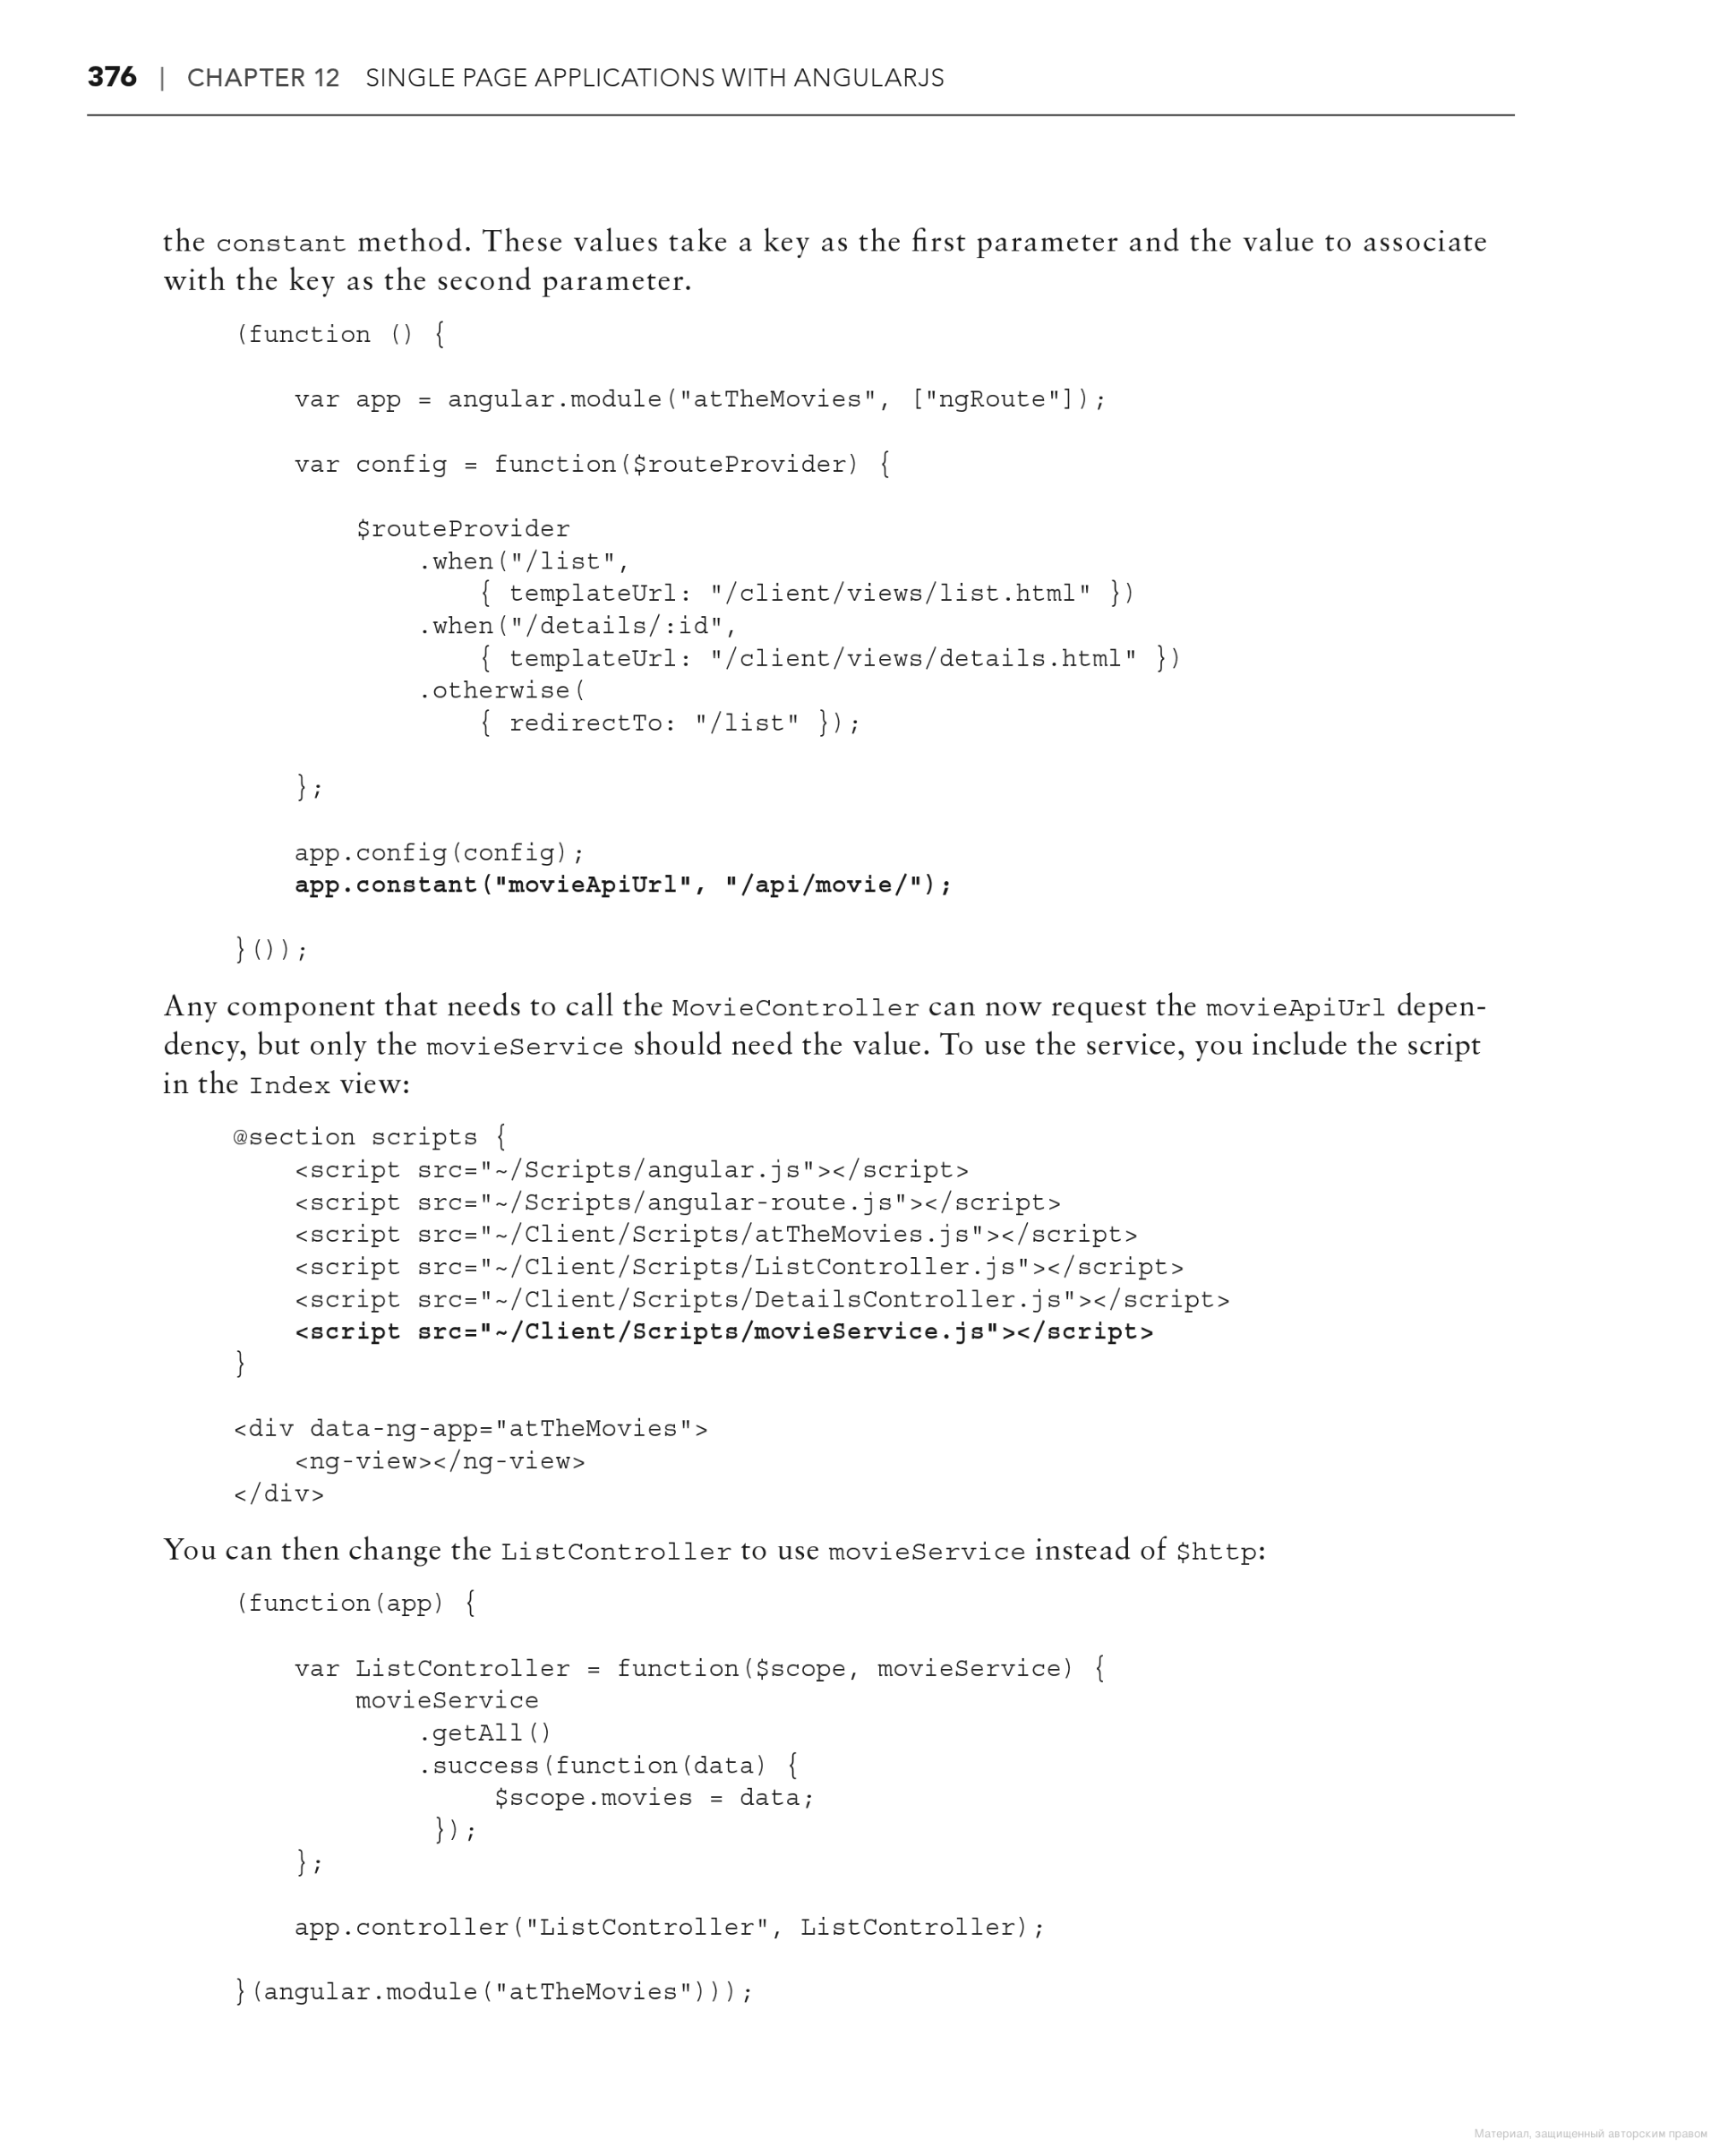 376 | CHAPTER 12 SINGLE PAGE APPLICATIONS WITH ANGULARJS
the constant method. These values take a key as the first parameter and the value to associate
with the key as the second parameter.
(function () {
var app = angular.module("atTheMovies", ["ngRoute"]);
var config = function($routeProvider) {
$routeProvider
.when("/list",
{ templateUrl: "/client/views/list.html" })
.when("/details/:id",
{ templateUrl: "/client/views/details.html" })
.otherwise(
{ redirectTo: "/list" });
};
app.config(config);
app.constant("movieApiUrl", "/api/movie/");
}());
Any component that needs to call the MovieController can now request the movieApiUrl depen-
dency, but only the movieService should need the value. To use the service, you include the script
in the Index view:
@section scripts {
<script src="~/Scripts/angular.js"></script>
<script src="~/Scripts/angular-route.js"></script>
<script src="~/Client/Scripts/atTheMovies.js"></script>
<script src="~/Client/Scripts/ListController.js"></script>
<script src="~/Client/Scripts/DetailsController.js"></script>
<script src="~/Client/Scripts/movieService.js"></script>
}
<div data-ng-app="atTheMovies">
<ng-view></ng-view>
</div>
You can then change the ListController to use movieService instead of $http:
(function(app) {
var ListController = function($scope, movieService) {
movieService
.getAll()
.success(function(data) {
$scope.movies = data;
});
};
app.controller("ListController", ListController);
}(angular.module("atTheMovies")));
Материал, защищенный авторским правом